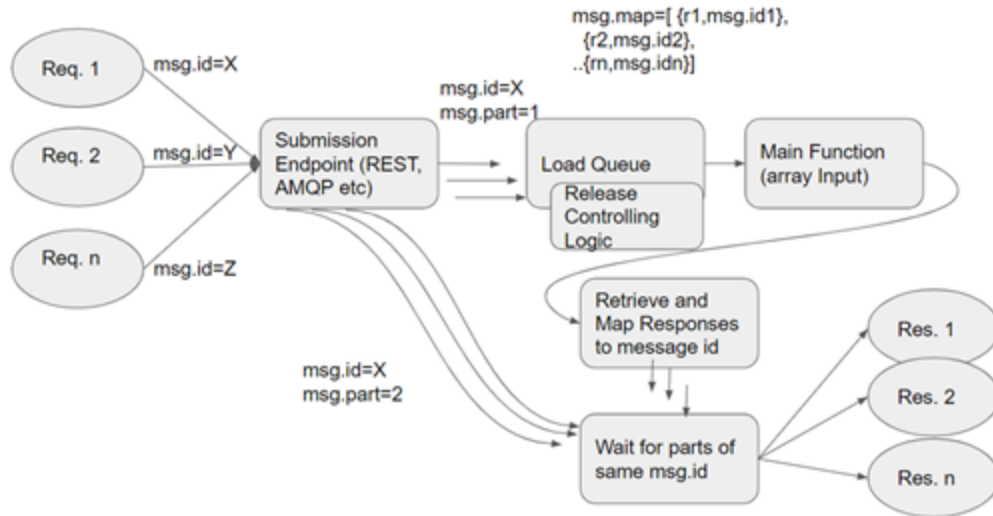 msg.map=[ {r1,msg.id1},
{r2,msg.id2},
..{rn,msg.idn}]
Req. 1
msg.id=X
msg.id=X
msg.part=1
Req. 2
msg.id=Y
Submission
Endpoint (REST,
AMQP etc)
Load Queue
Release
Controlling
Logic
Main Function
(array Input)
Req. n
msg.id=Z
Retrieve and
Map Responses
to message id
msg.id=X
msg.part=2
Wait for parts of
same msg.id
Res. 1
Res. 2
Res. n